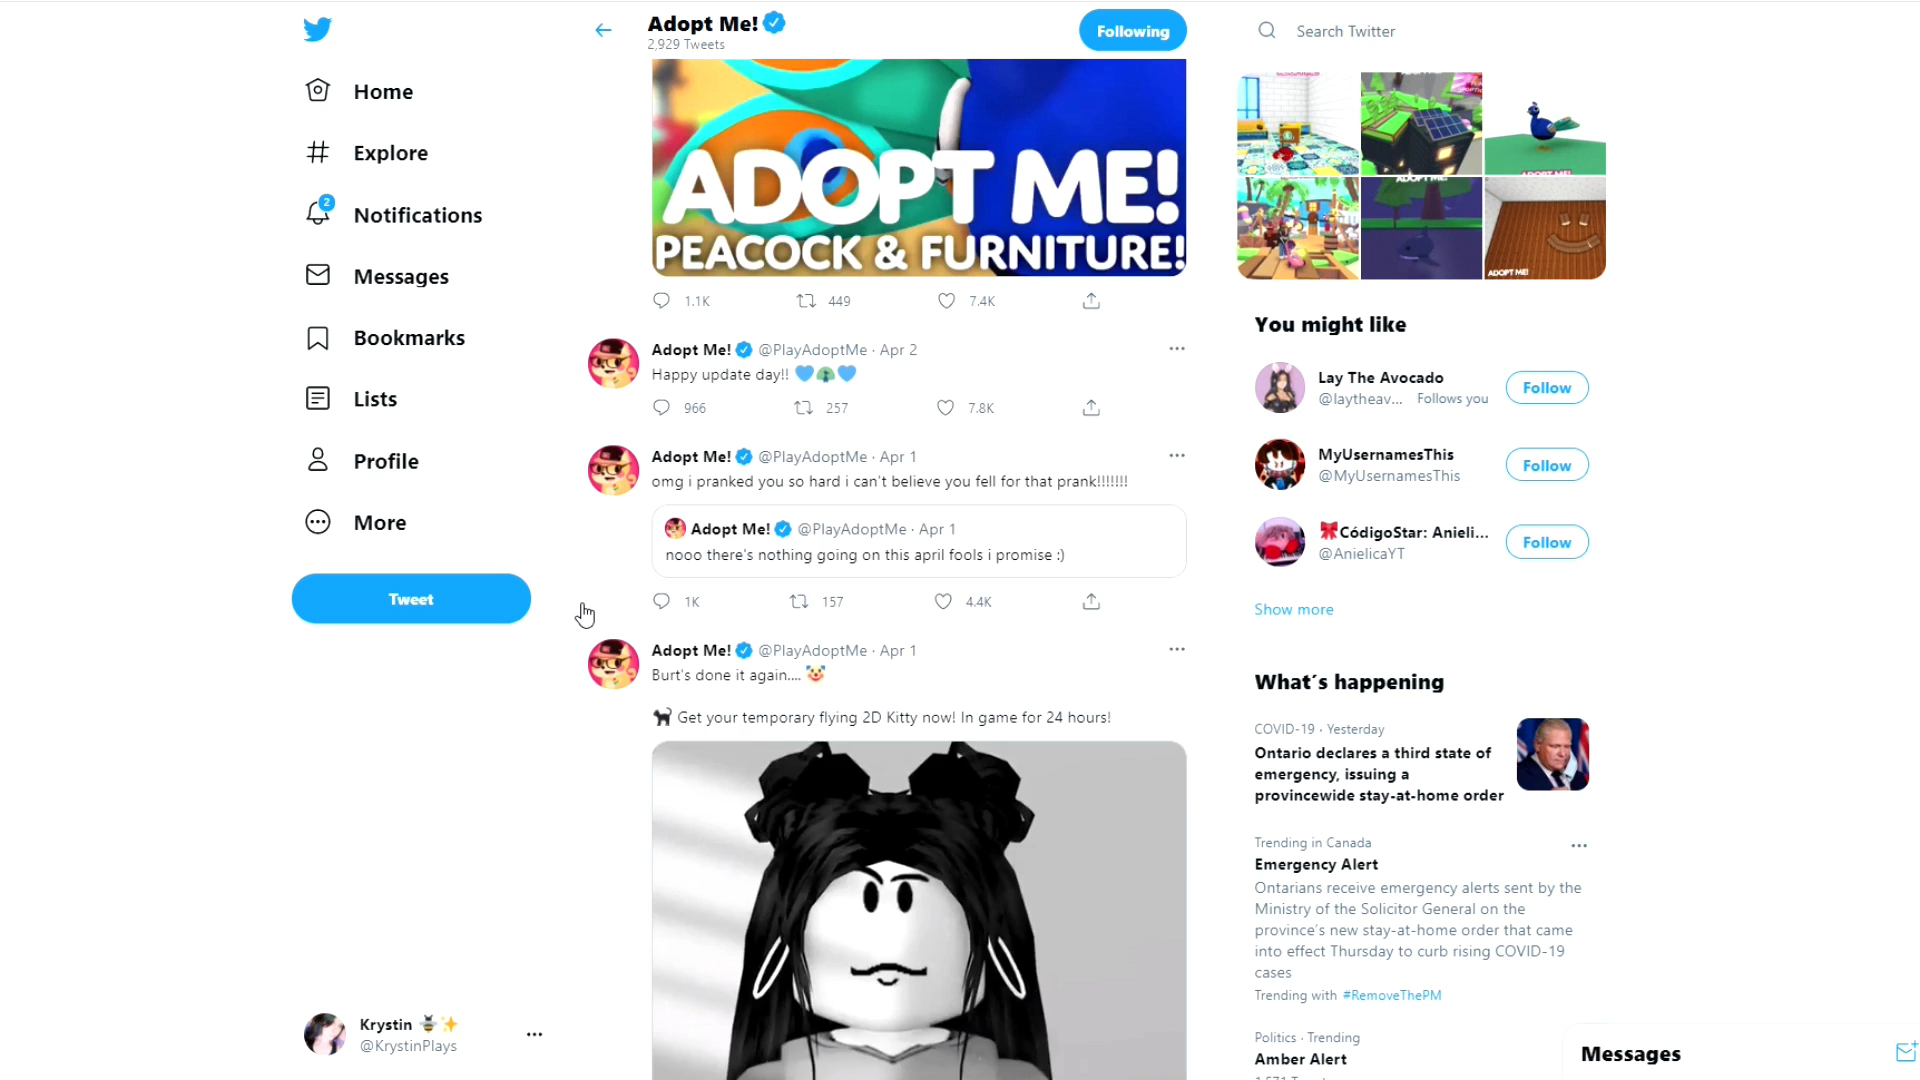 Home
Explore
2
Notifications
Messages
Bookmarks
Lists
Profile
More
Tweet
Krystin
@KrystinPlays
Adopt Me!
2,929 Tweets
Following
ADOPT ME!
PEACOCK & FURNITURE!
1.1K 449 7.4K
Adopt Me! @PlayAdoptMe · Apr 2
Happy update day!! 💙🦚💙
966 257 7.8K
Adopt Me! @PlayAdoptMe · Apr 1
omg i pranked you so hard i can't believe you fell for that prank!!!!!!!
Adopt Me! @PlayAdoptMe · Apr 1
nooo there's nothing going on this april fools i promise :)
1K 157 4.4K
Adopt Me! @PlayAdoptMe · Apr 1
Burt's done it again.... 🤡
🐈‍⬛ Get your temporary flying 2D Kitty now! In game for 24 hours!
Search Twitter
ADOPT ME!
ADOPT ME!
ADOPT ME!
You might like
Lay The Avocado
@laytheav... Follows you
Follow
MyUsernamesThis
@MyUsernamesThis
Follow
🎀CódigoStar: Anieli...
@AnielicaYT
Follow
Show more
What's happening
COVID-19 · Yesterday
Ontario declares a third state of
emergency, issuing a
provincewide stay-at-home order
Trending in Canada
Emergency Alert
Ontarians receive emergency alerts sent by the
Ministry of the Solicitor General on the
province's new stay-at-home order that came
into effect Thursday to curb rising COVID-19
cases
Trending with #RemoveThePM
Politics · Trending
Amber Alert
Messages